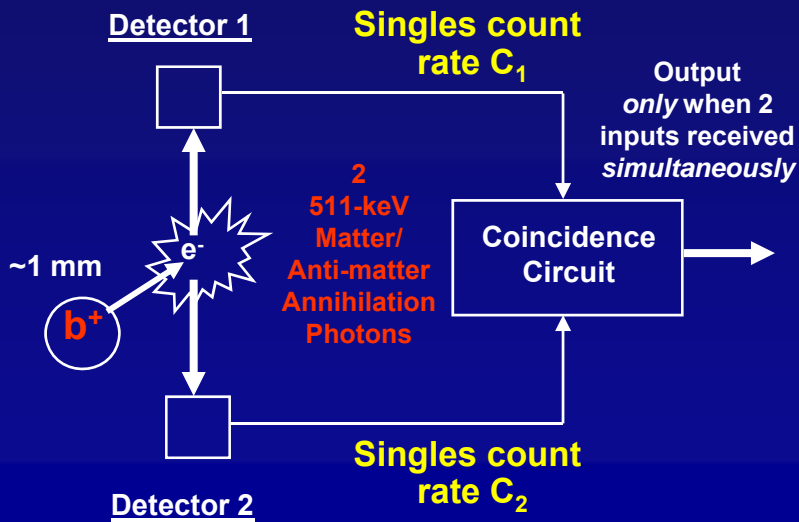 Detector 1
Singles count
rate C₁
Output
only when 2
inputs received
simultaneously
2
511-keV
Matter/
Anti-matter
Annihilation
Photons
e⁻
~1 mm
b⁺
Coincidence
Circuit
Singles count
rate C₂
Detector 2